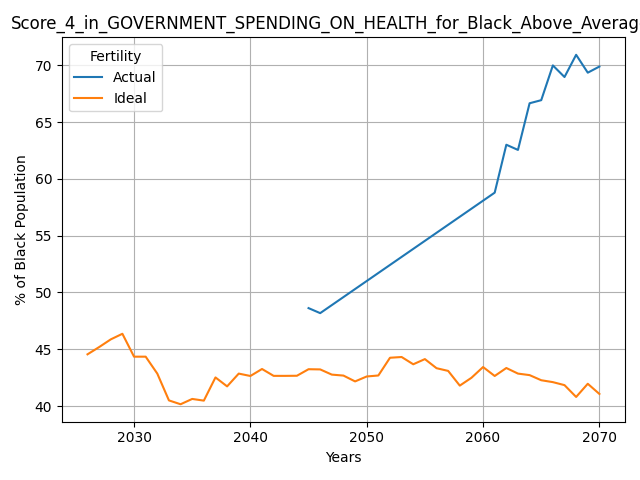 Score_4_in_GOVERNMENT_SPENDING_ON_HEALTH_for_Black_Above_Averag
Fertility
Actual
Ideal
70
65
60
55
50
45
40
% of Black Population
2030 2040 2050 2060 2070
Years